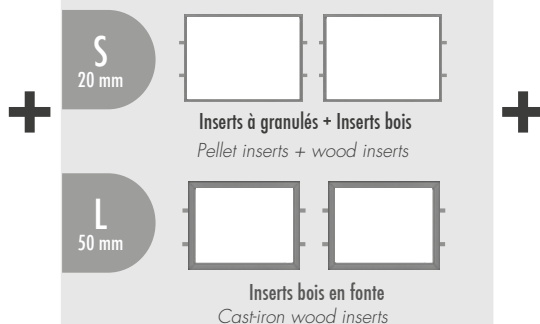 S
20 mm
Inserts à granulés + Inserts bois
Pellet inserts + wood inserts
L
50 mm
Inserts bois en fonte
Cast-iron wood inserts